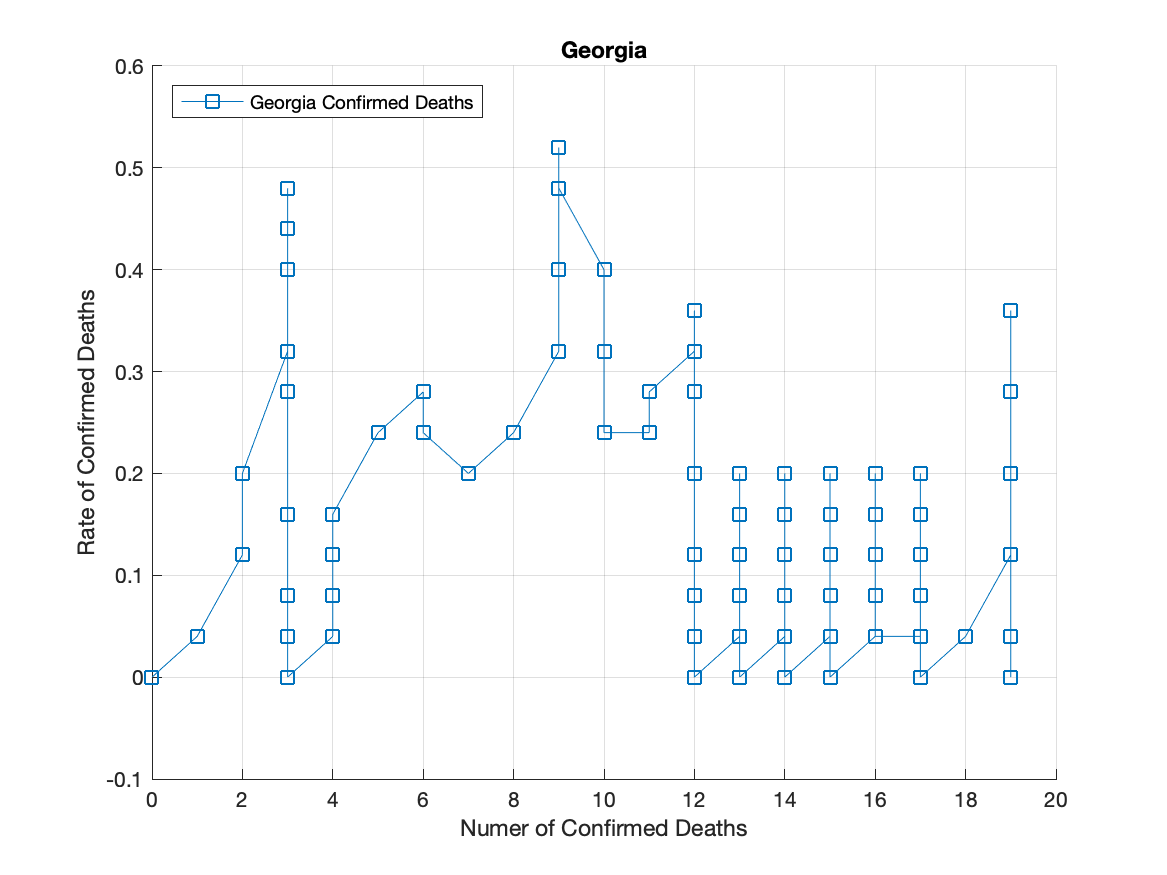 Georgia
0.6
Georgia Confirmed Deaths
0.5
0.4
0.3
0.2
0.1
0
-0.1
Rate of Confirmed Deaths
0 2 4 6 8 10 12 14 16 18 20
Numer of Confirmed Deaths